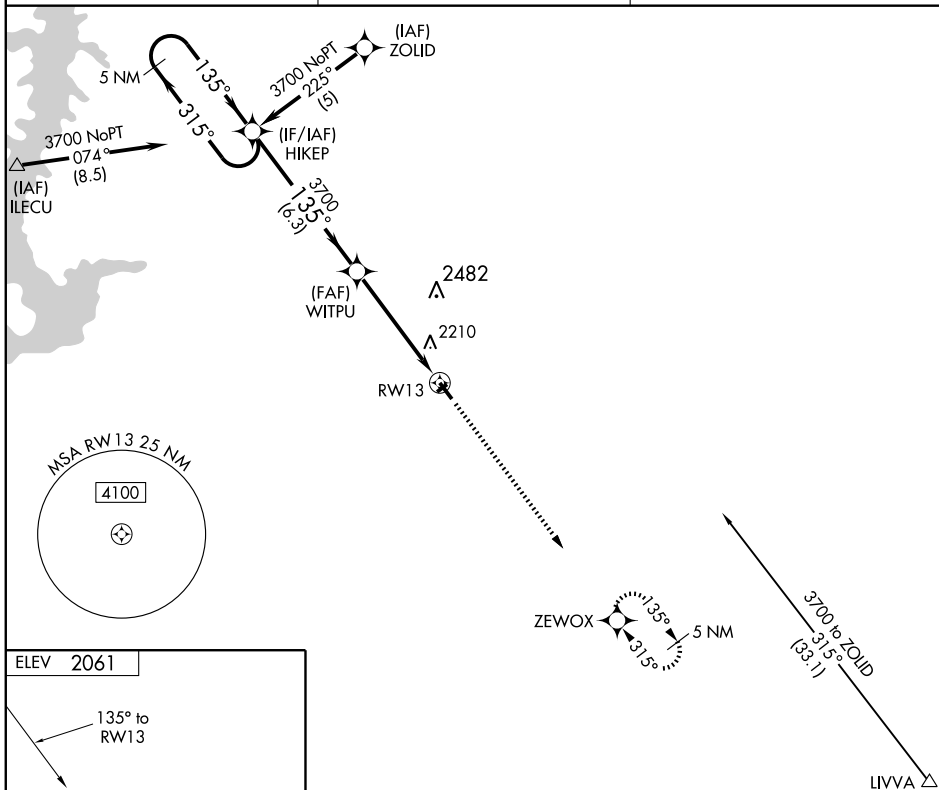 (IAF)
ZOLID
3700 NoPT
225°
(5)
5 NM
135°
315°
(IF/IAF)
HIKEP
3700 NoPT
074°
(8.5)
(IAF)
ILECU
3700
135°
(6.3)
(FAF)
WITPU
2482
2210
RW13
MSA RW13 25 NM
4100
ZEWOX
135°
315°
5 NM
3700 to ZOLID
315°
(33.1)
LIVVA
ELEV 2061
135° to
RW13